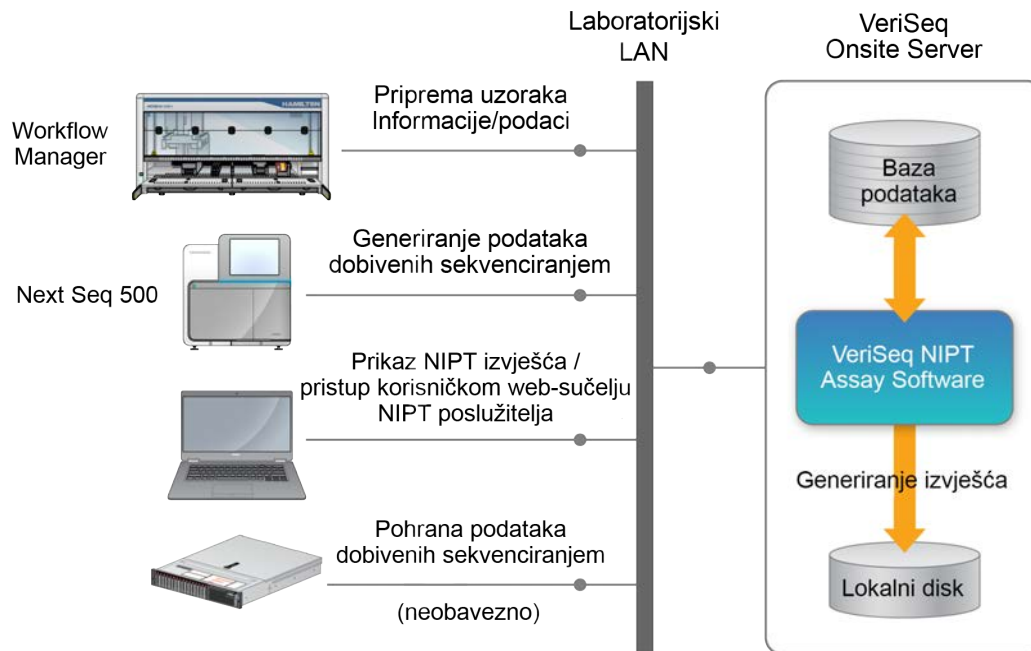 Laboratorijski
LAN
VeriSeq
Onsite Server
Workflow
Manager
HAMILTON
Priprema uzoraka
Informacije/podaci
Next Seq 500
Generiranje podataka
dobivenih sekvenciranjem
Prikaz NIPT izvješća /
pristup korisničkom web-sučelju
NIPT poslužitelja
Pohrana podataka
dobivenih sekvenciranjem
(neobavezno)
Baza
podataka
VeriSeq NIPT
Assay Software
Generiranje izvješća
Lokalni disk